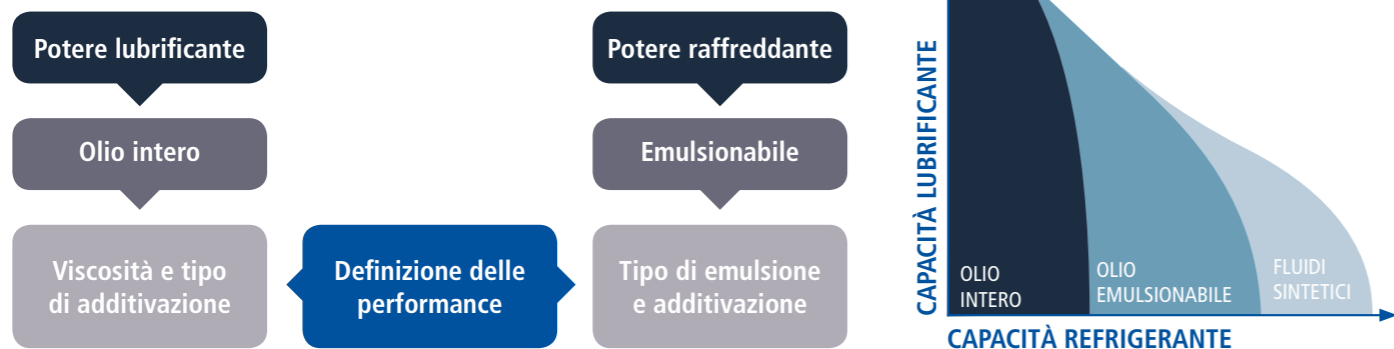 Potere lubrificante
Olio intero
Viscosità e tipo
di additivazione
Definizione delle
performance
Potere raffreddante
Emulsionabile
Tipo di emulsione
e additivazione
CAPACITÀ LUBRIFICANTE
OLIO
INTERO
OLIO
EMULSIONABILE
FLUIDI
SINTETICI
CAPACITÀ REFRIGERANTE